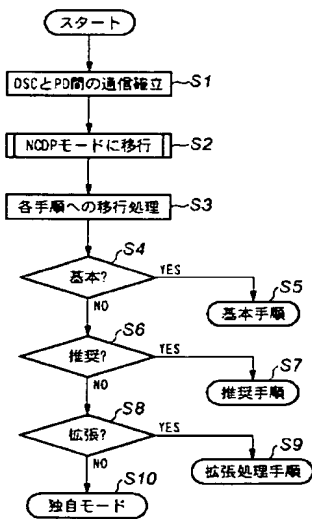 スタート
DSCとPD間の通信確立
S1
NCDPモードに移行
S2
各手順への移行処理
S3
S4
基本?
YES
S5
基本手順
NO
S6
推奨?
YES
S7
推奨手順
NO
S8
拡張?
YES
S9
拡張処理手順
NO
S10
独自モード